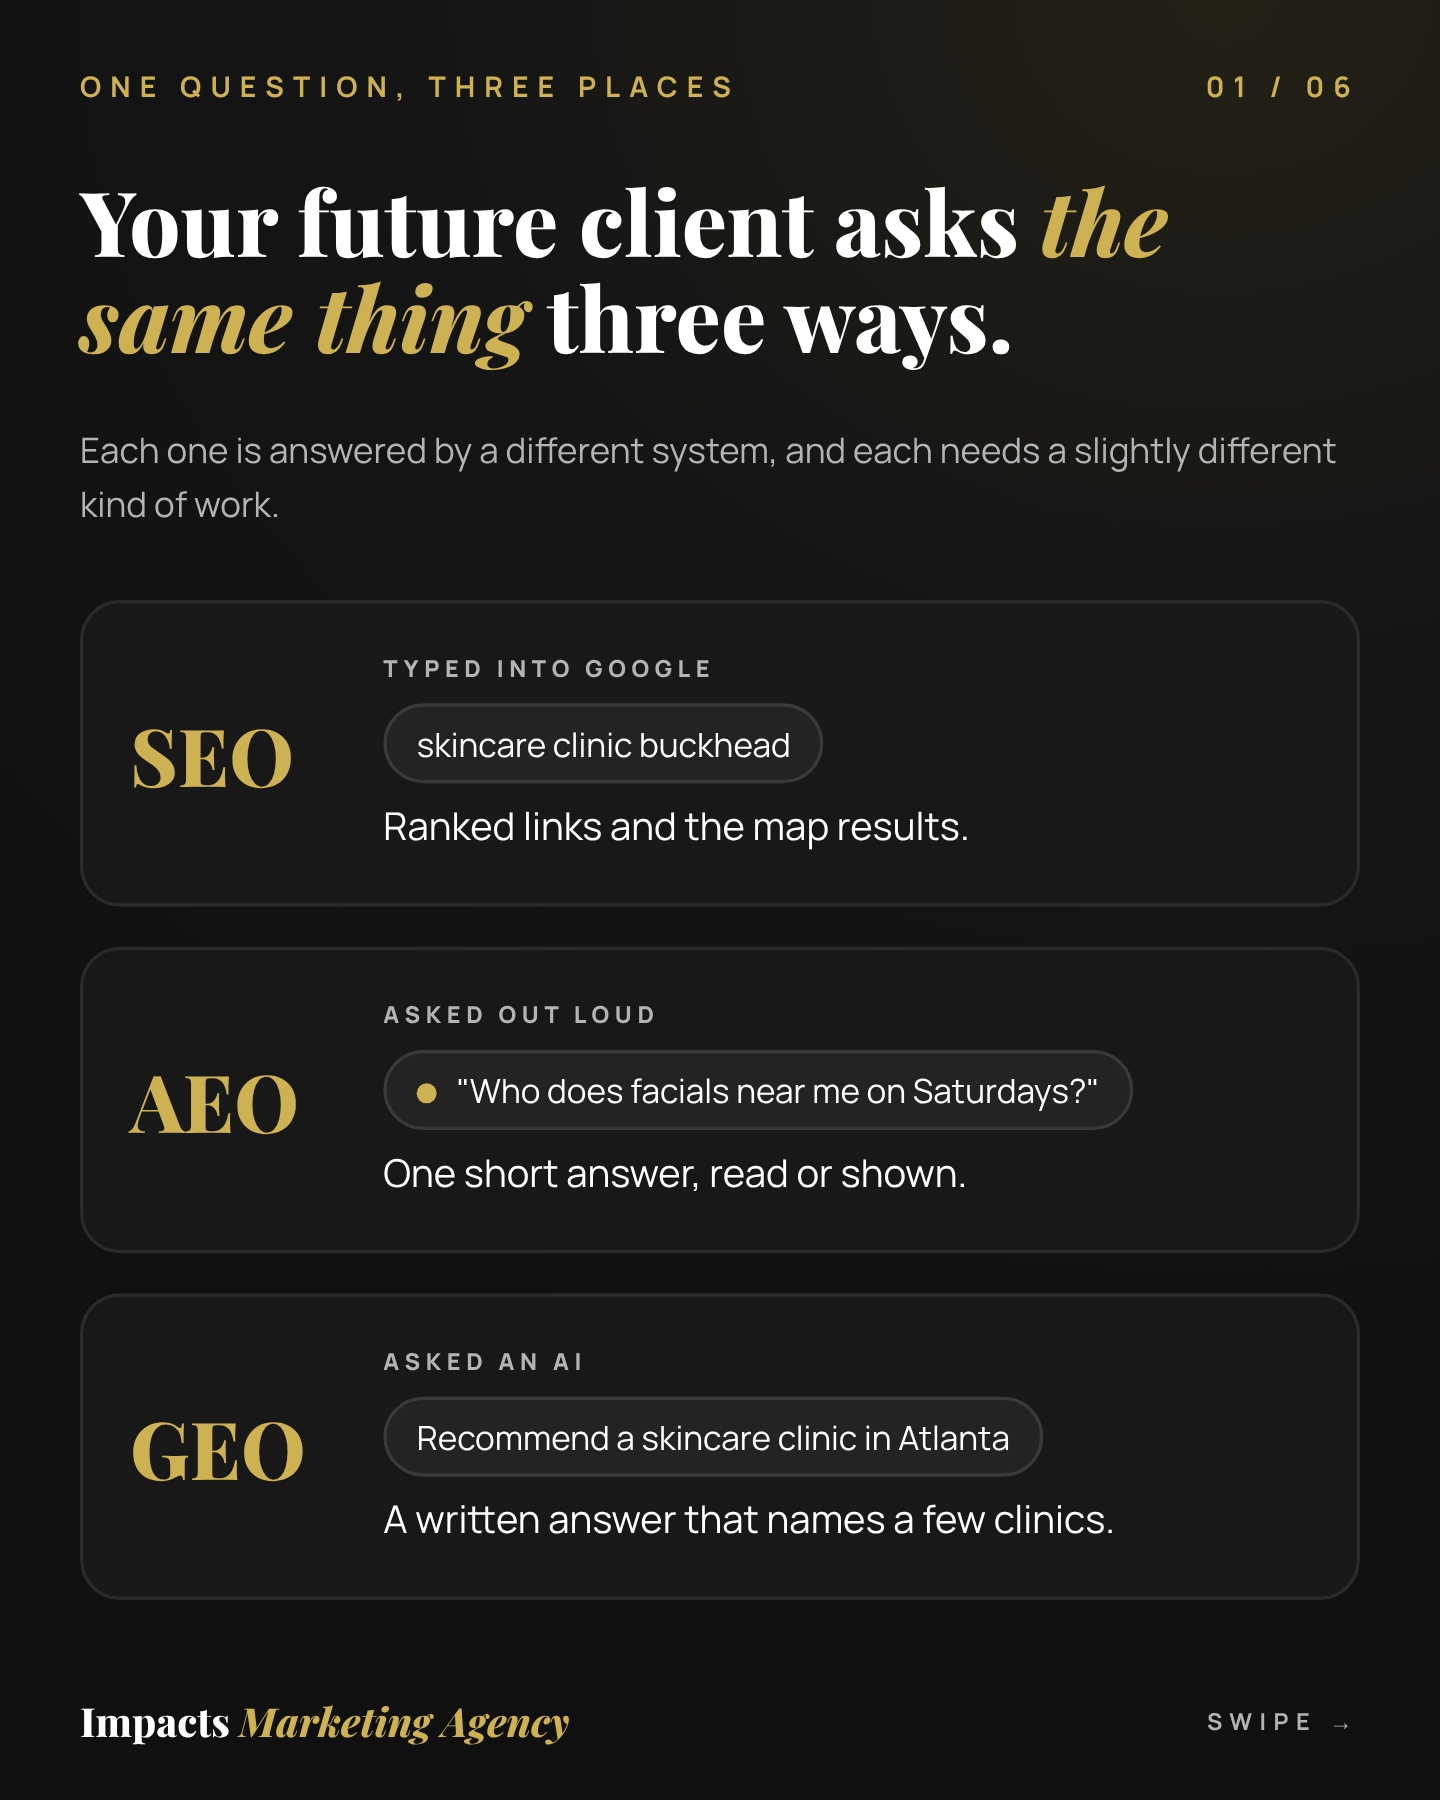 ONE QUESTION, THREE PLACES
01 / 06
Your future client asks the
same thing three ways.
Each one is answered by a different system, and each needs a slightly different
kind of work.
SEO
TYPED INTO GOOGLE
skincare clinic buckhead
Ranked links and the map results.
AEO
ASKED OUT LOUD
"Who does facials near me on Saturdays?"
One short answer, read or shown.
GEO
ASKED AN AI
Recommend a skincare clinic in Atlanta
A written answer that names a few clinics.
Impacts Marketing Agency
SWIPE →